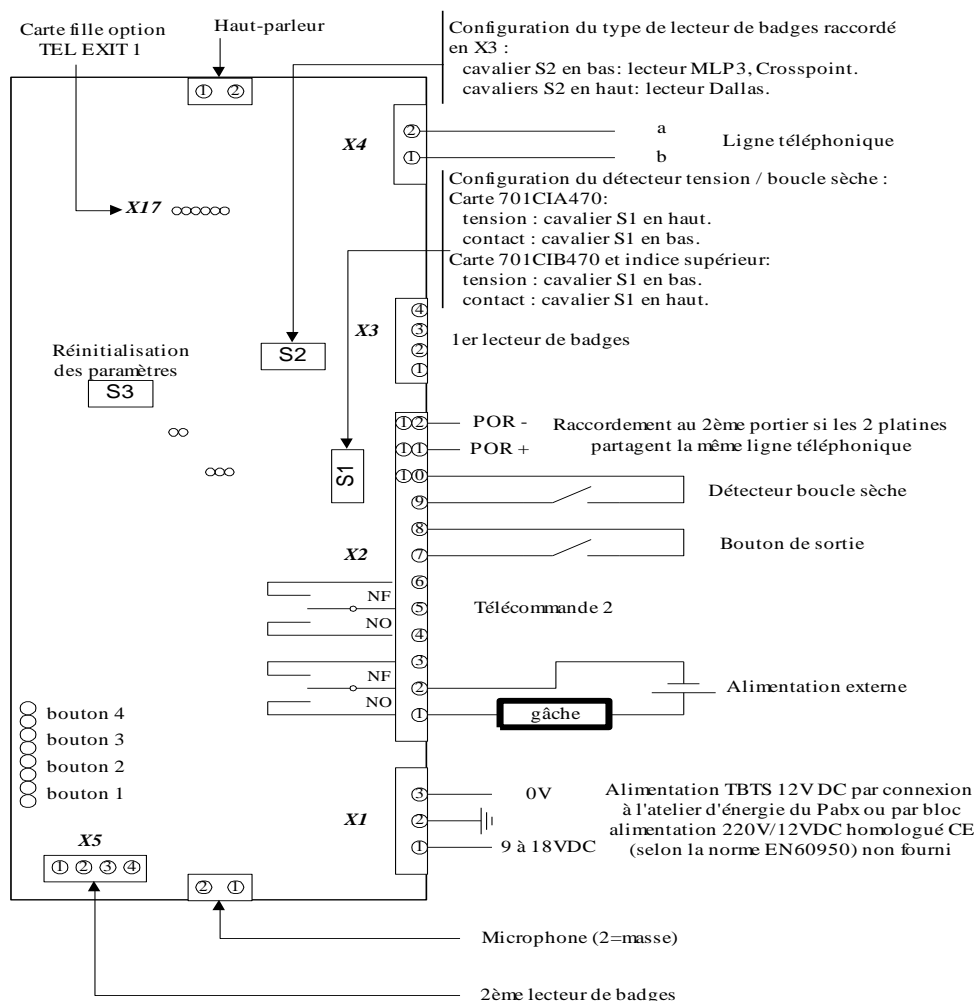 Carte fille option
TEL EXIT 1
Haut-parleur
Configuration du type de lecteur de badges raccordé
en X3 :
cavalier S2 en bas: lecteur MLP3, Crosspoint.
cavaliers S2 en haut: lecteur Dallas.
1 2
X4
2
a
1
b
Ligne téléphonique
Configuration du détecteur tension / boucle sèche :
Carte 701CIA470:
tension : cavalier S1 en haut.
contact : cavalier S1 en bas.
Carte 701CIB470 et indice supérieur:
tension : cavalier S1 en bas.
contact : cavalier S1 en haut.
X17
X3
4
3
2
1
1er lecteur de badges
S2
Réinitialisation
des paramètres
S3
S1
12
POR -
11
POR +
Raccordement au 2ème portier si les 2 platines
partagent la même ligne téléphonique
10
9
Détecteur boucle sèche
8
7
Bouton de sortie
X2
6
NF
5
Télécommande 2
NO
4
3
NF
2
Alimentation externe
NO
1
gâche
bouton 4
bouton 3
bouton 2
bouton 1
X1
3
0V
2
1
9 à 18VDC
Alimentation TBTS 12V DC par connexion
à l'atelier d'énergie du Pabx ou par bloc
alimentation 220V/12VDC homologué CE
(selon la norme EN60950) non fourni
X5
1 2 3 4
2 1
Microphone (2=masse)
2ème lecteur de badges